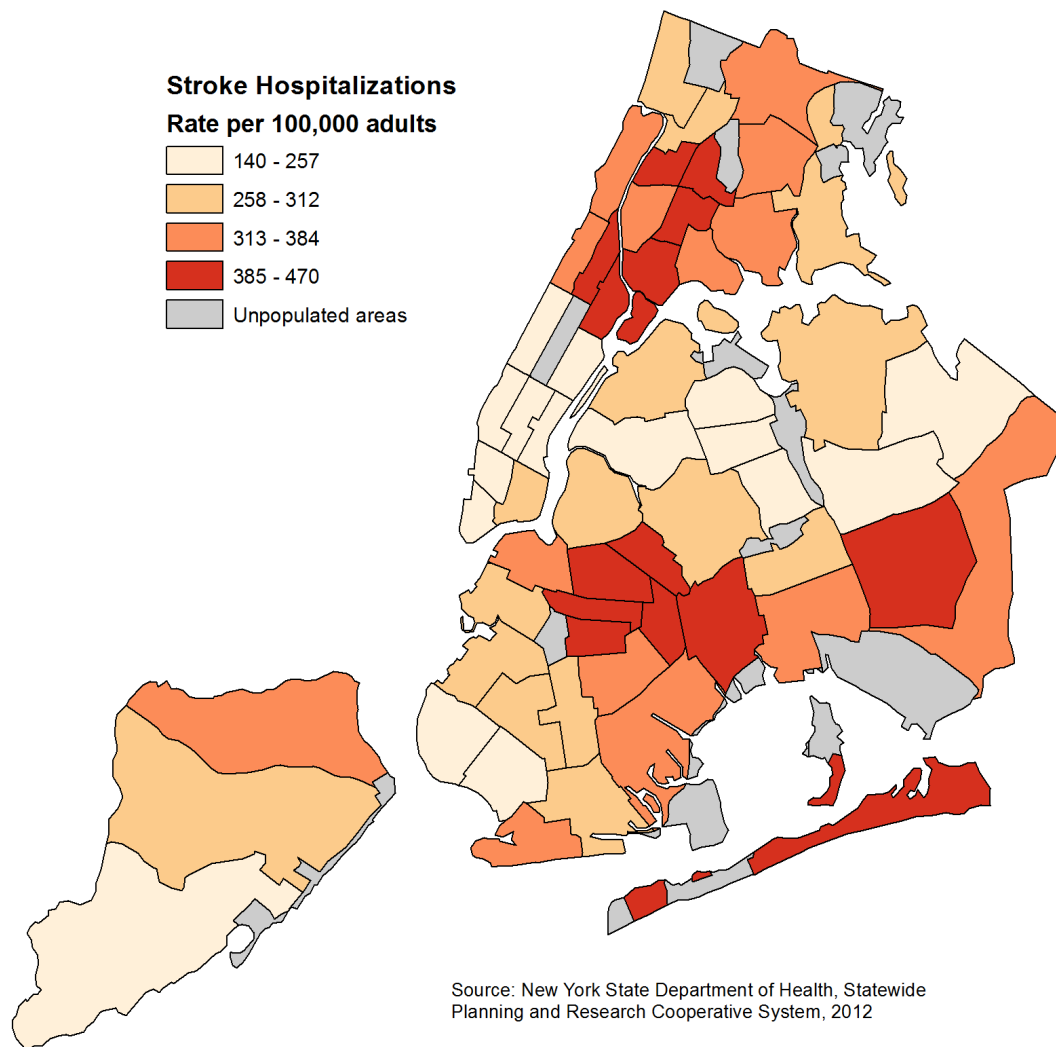 Stroke Hospitalizations
Rate per 100,000 adults
140 - 257
258 - 312
313 - 384
385 - 470
Unpopulated areas
Source: New York State Department of Health, Statewide
Planning and Research Cooperative System, 2012